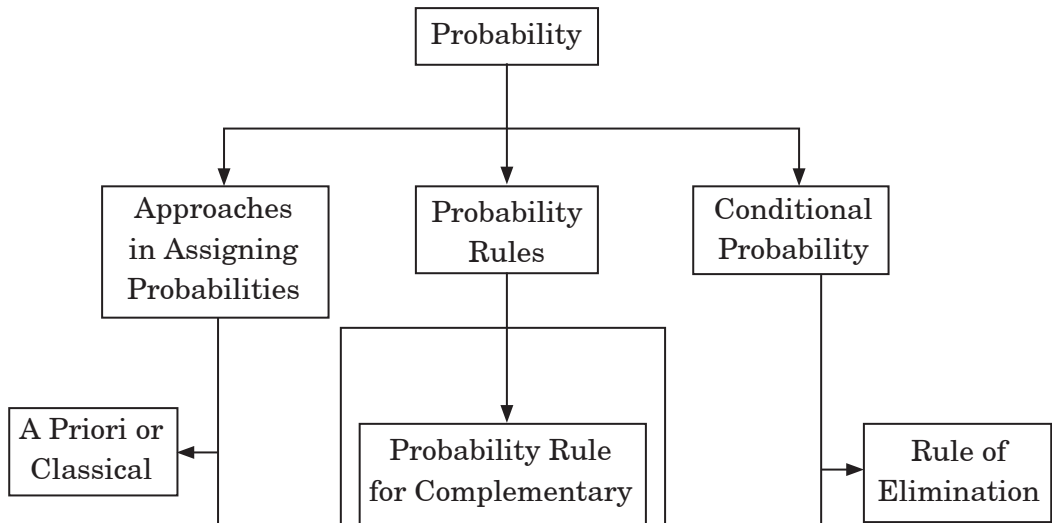 Probability
Approaches
in Assigning
Probabilities
Probability
Rules
Conditional
Probability
A Priori or
Classical
Probability Rule
for Complementary
Rule of
Elimination